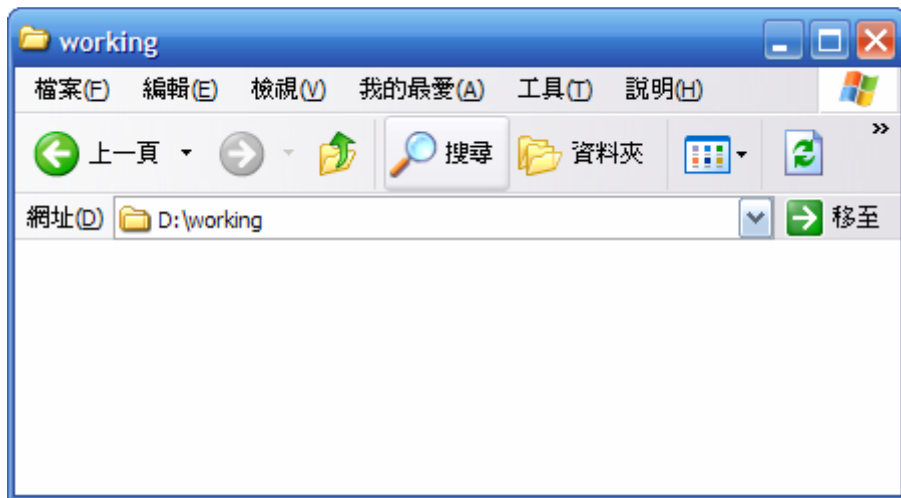 working
檔案(F) 編輯(E) 檢視(V) 我的最愛(A) 工具(T) 說明(H)
上一頁 搜尋 資料夾 »
網址(D) D:\working 移至